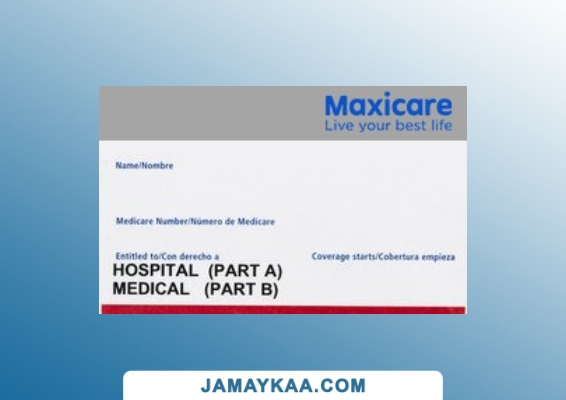 Maxicare
Live your best life
Name/Nombre
Medicare Number/Número de Medicare
Entitled to/Con derecho a
Coverage starts/Cobertura empieza
HOSPITAL (PART A)
MEDICAL (PART B)
JAMAYKAA.COM